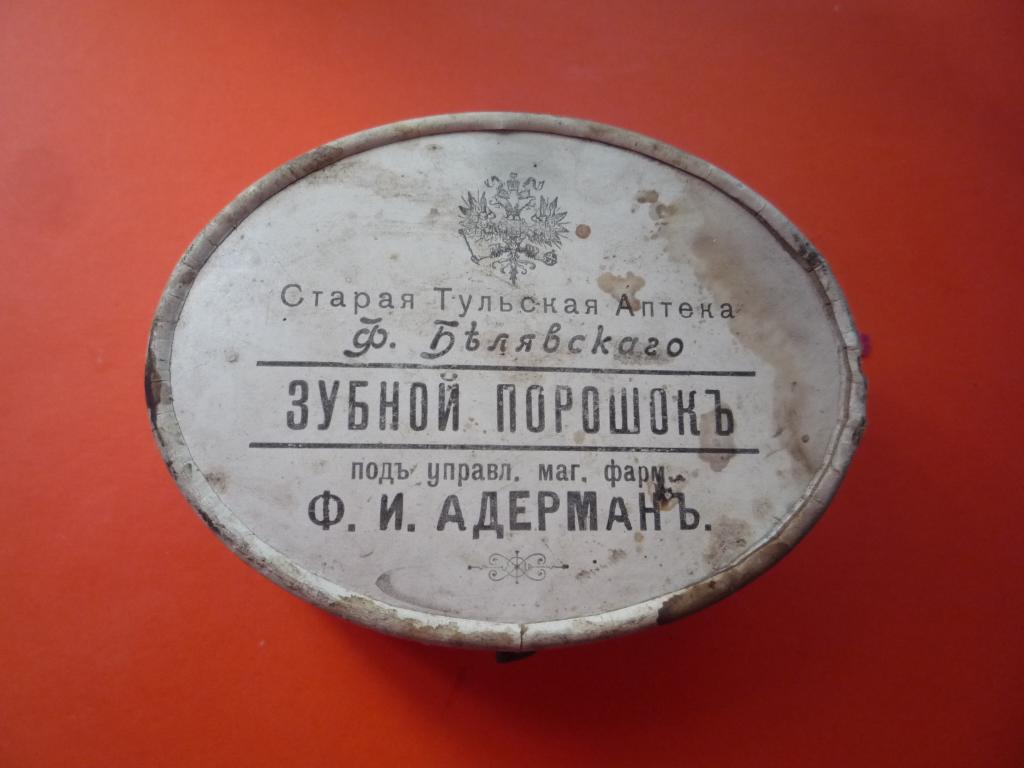 Старая Тульская Аптека
Ф. Бѣлявскаго
ЗУБНОЙ ПОРОШОКЪ
подъ управл. маг. фарм.
Ф. И. АДЕРМАНЪ.